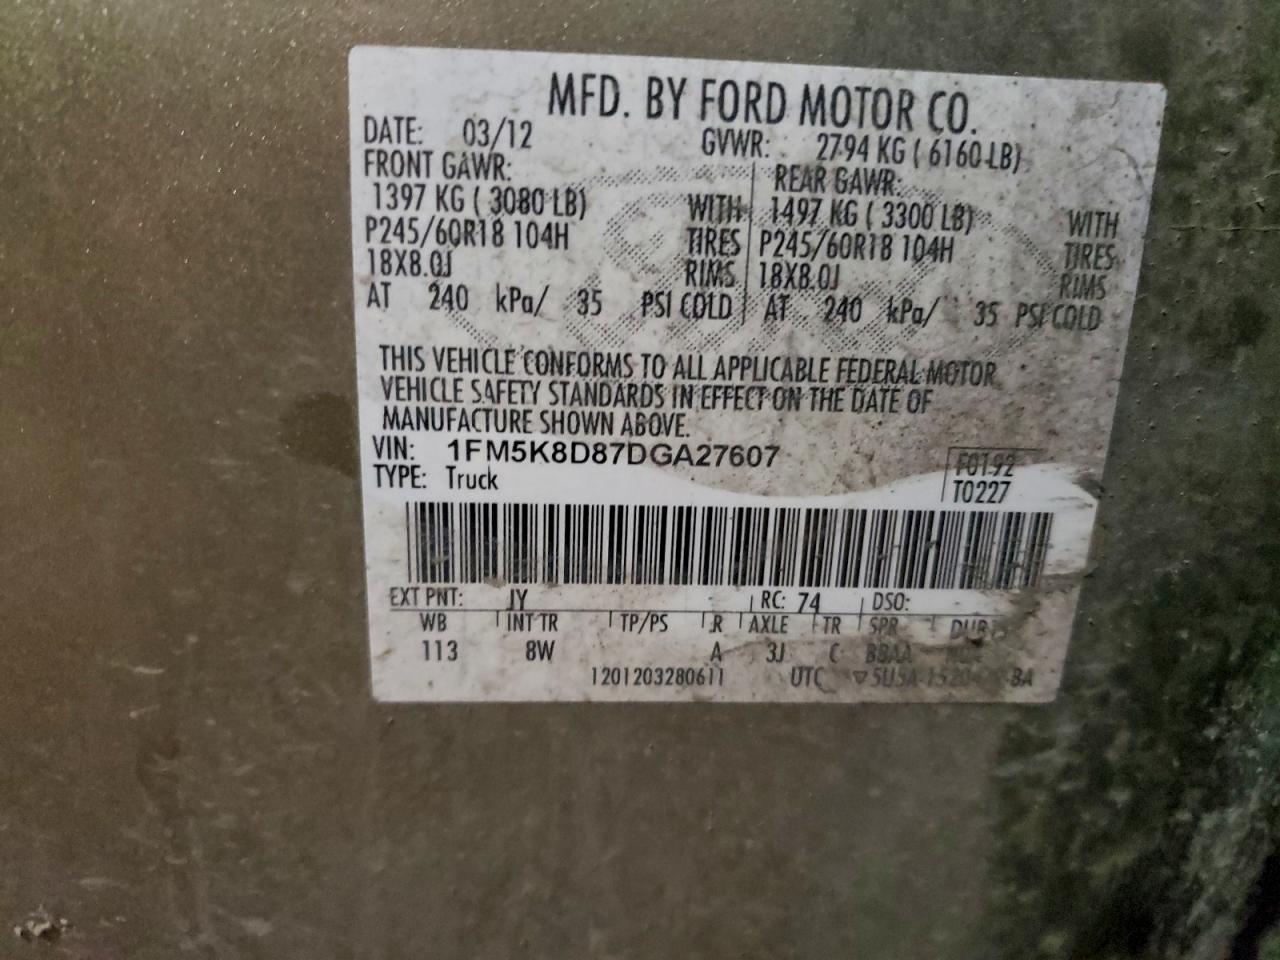 MFD. BY FORD MOTOR CO.
DATE: 03/12 GVWR: 2794 KG ( 6160 LB)
FRONT GAWR: REAR GAWR:
1397 KG ( 3080 LB) WITH 1497 KG ( 3300 LB) WITH
P245/60R18 104H TIRES P245/60R18 104H TIRES
18X8.0J RIMS 18X8.0J RIMS
AT 240 kPa/ 35 PSI COLD AT 240 kPa/ 35 PSI COLD
THIS VEHICLE CONFORMS TO ALL APPLICABLE FEDERAL MOTOR
VEHICLE SAFETY STANDARDS IN EFFECT ON THE DATE OF
MANUFACTURE SHOWN ABOVE.
VIN: 1FM5K8D87DGA27607
TYPE: Truck
F0192
T0227
EXT PNT: JY RC: 74 DSO:
WB INT TR TP/PS R AXLE TR SPR
113 8W A 3J C BBAA
1201203280611 UTC